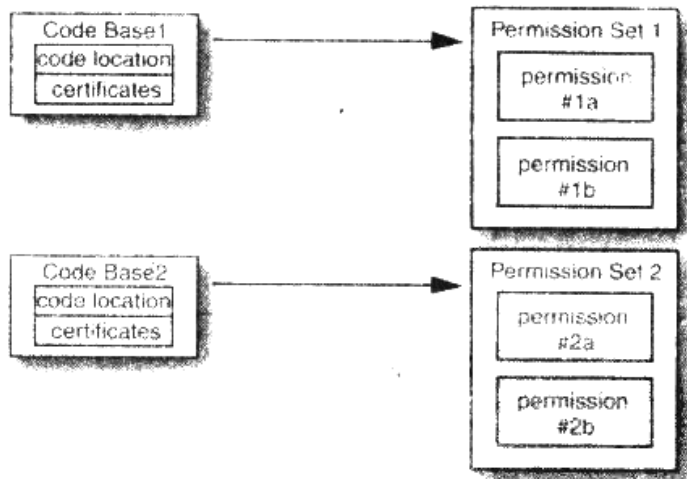 Code Base1
code location
certificates
Permission Set 1
permission
#1a
permission
#1b
Code Base2
code location
certificates
Permission Set 2
permission
#2a
permission
#2b